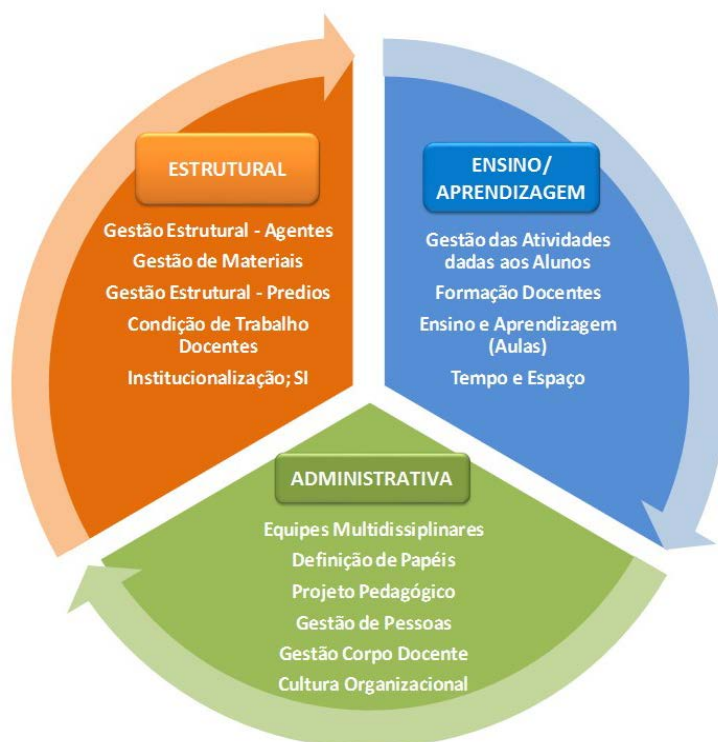 ESTRUTURAL
Gestão Estrutural - Agentes
Gestão de Materiais
Gestão Estrutural - Predios
Condição de Trabalho
Docentes
Institucionalização; SI
ENSINO/
APRENDIZAGEM
Gestão das Atividades
dadas aos Alunos
Formação Docentes
Ensino e Aprendizagem
(Aulas)
Tempo e Espaço
ADMINISTRATIVA
Equipes Multidissiplinares
Definição de Papéis
Projeto Pedagógico
Gestão de Pessoas
Gestão Corpo Docente
Cultura Organizacional